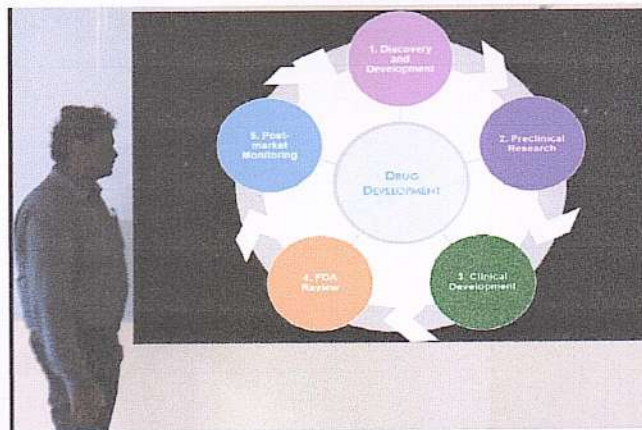 1. Discovery
and
Development
2. Preclinical
Research
3. Clinical
Development
4. FDA
Review
5. Post-
market
Monitoring
DRUG
DEVELOPMENT